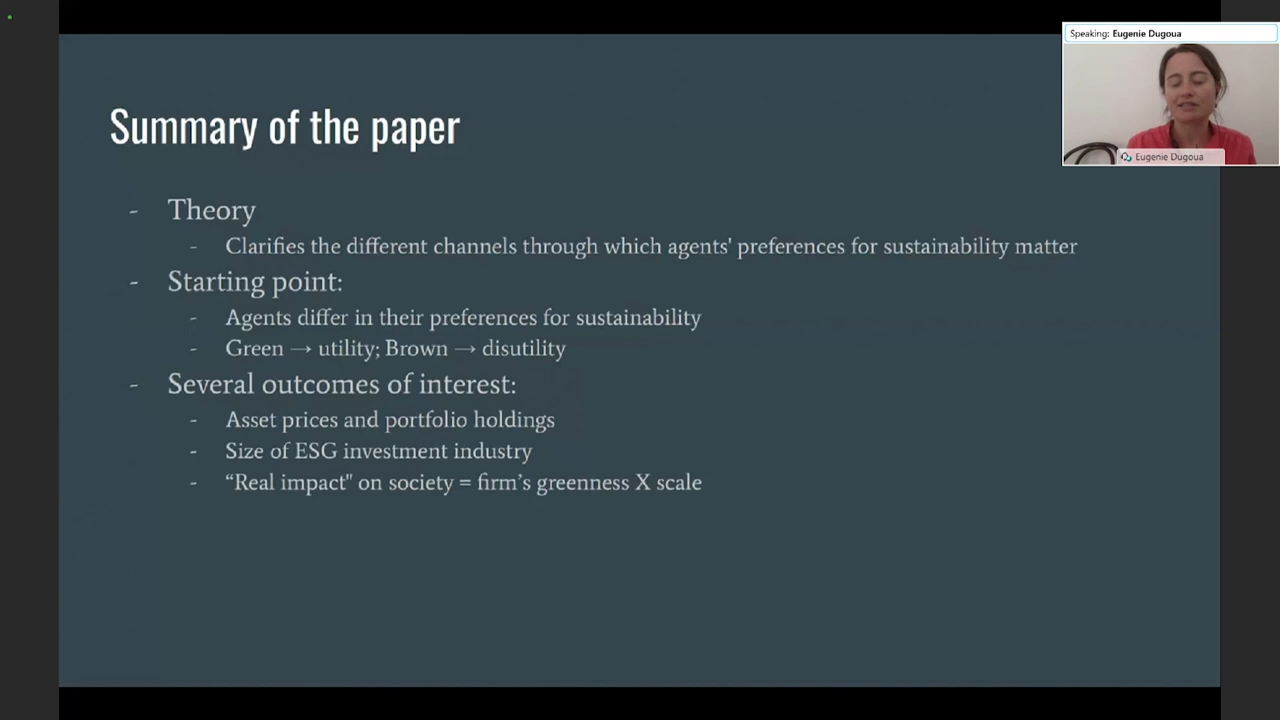 Speaking: Eugenie Dugoua
Eugenie Dugoua
Summary of the paper
- Theory
- Clarifies the different channels through which agents' preferences for sustainability matter
- Starting point:
- Agents differ in their preferences for sustainability
- Green → utility; Brown → disutility
- Several outcomes of interest:
- Asset prices and portfolio holdings
- Size of ESG investment industry
- “Real impact" on society = firm’s greenness X scale